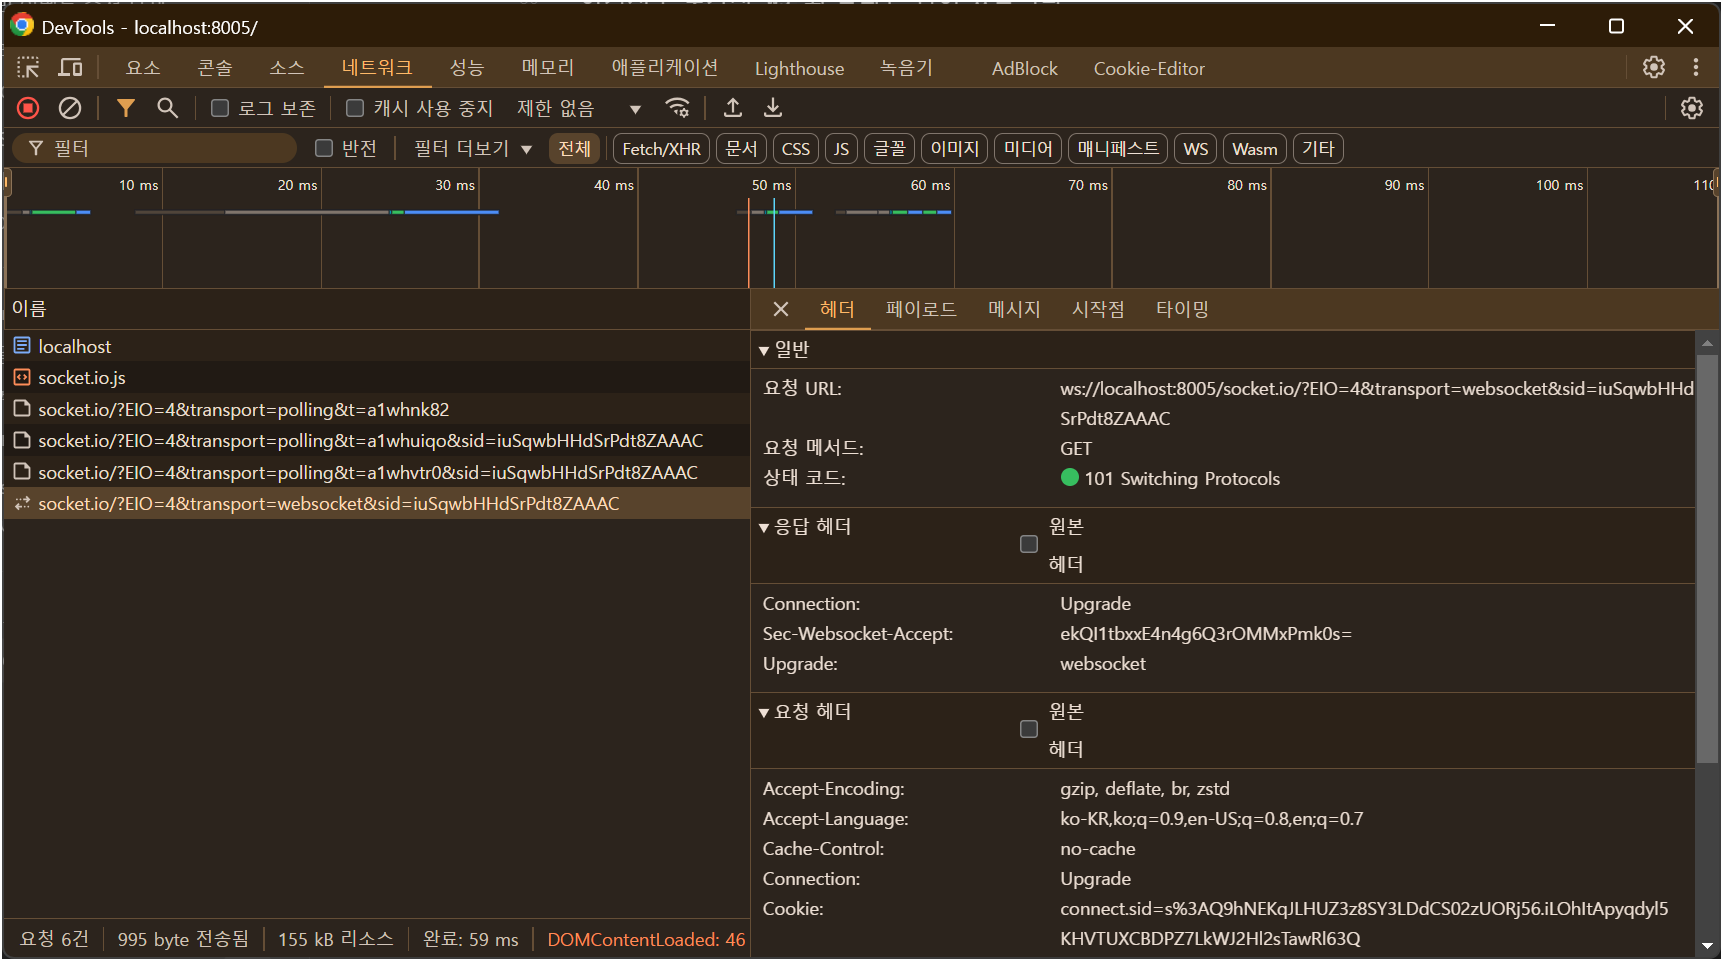 DevTools - localhost:8005/
요소 콘솔 소스 네트워크 성능 메모리 애플리케이션 Lighthouse 녹음기 AdBlock Cookie-Editor
로그 보존 캐시 사용 중지 제한 없음
필터 반전 필터 더보기 전체 Fetch/XHR 문서 CSS JS 글꼴 이미지 미디어 매니페스트 WS Wasm 기타
10 ms 20 ms 30 ms 40 ms 50 ms 60 ms 70 ms 80 ms 90 ms 100 ms 110
이름
localhost
socket.io.js
socket.io/?EIO=4&transport=polling&t=a1whnk82
socket.io/?EIO=4&transport=polling&t=a1whuiqo&sid=iuSqwbHHdSrPdt8ZAAAC
socket.io/?EIO=4&transport=polling&t=a1whvtr0&sid=iuSqwbHHdSrPdt8ZAAAC
socket.io/?EIO=4&transport=websocket&sid=iuSqwbHHdSrPdt8ZAAAC
요청 6건 995 byte 전송됨 155 kB 리소스 완료: 59 ms DOMContentLoaded: 46
헤더 페이로드 메시지 시작점 타이밍
일반
요청 URL: ws://localhost:8005/socket.io/?EIO=4&transport=websocket&sid=iuSqwbHHd
SrPdt8ZAAAC
요청 메서드: GET
상태 코드: 101 Switching Protocols
응답 헤더 원본
헤더
Connection: Upgrade
Sec-Websocket-Accept: ekQI1tbxxE4n4g6Q3rOMMxPmk0s=
Upgrade: websocket
요청 헤더 원본
헤더
Accept-Encoding: gzip, deflate, br, zstd
Accept-Language: ko-KR,ko;q=0.9,en-US;q=0.8,en;q=0.7
Cache-Control: no-cache
Connection: Upgrade
Cookie: connect.sid=s%3AQ9hNEKqJLHUZ3z8SY3LDdCS02zUORj56.iLOhItApyqdyl5
KHVTUXCBDPZ7LkWJ2Hl2sTawRl63Q